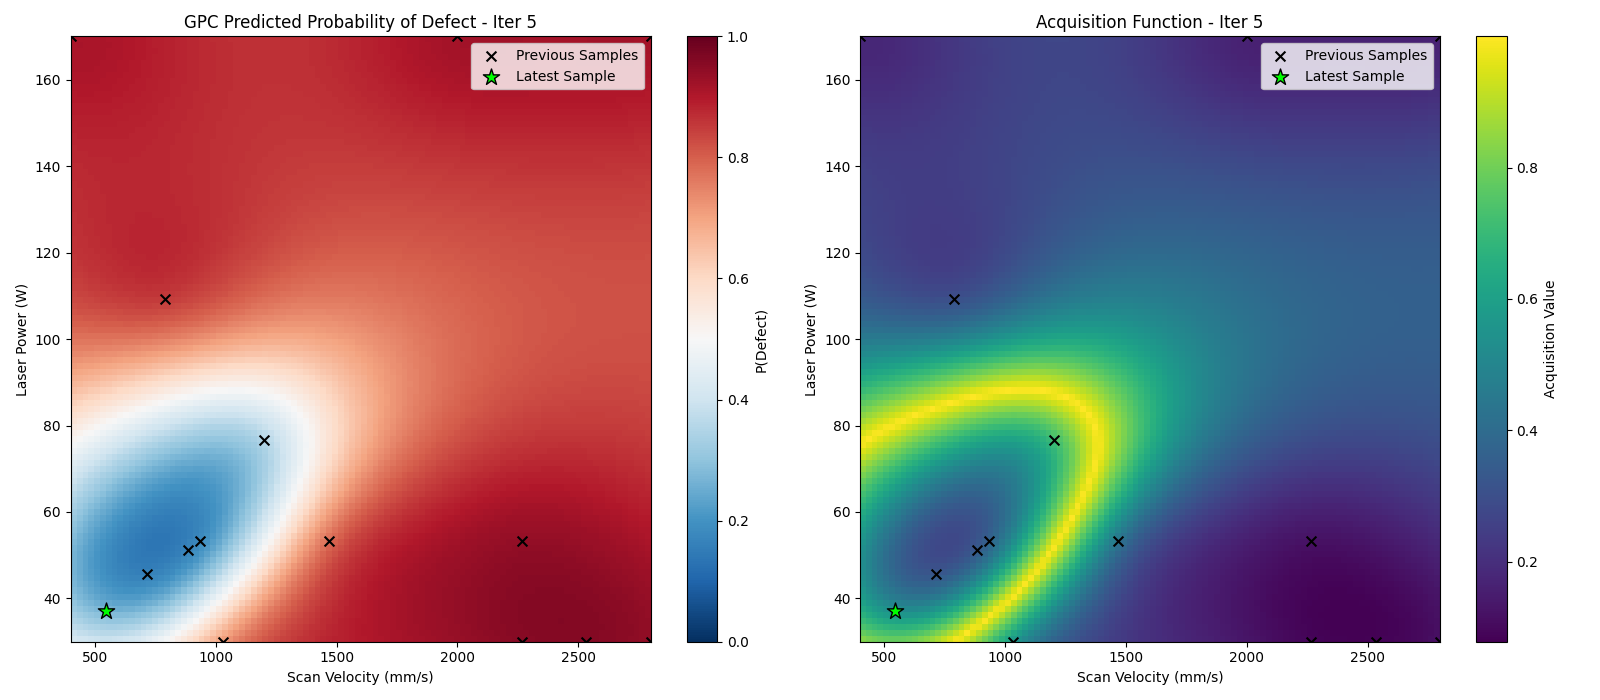 GPC Predicted Probability of Defect - Iter 5
Previous Samples
Latest Sample
Laser Power (W)
160
140
120
100
80
60
40
500
1000
1500
2000
2500
Scan Velocity (mm/s)
1.0
0.8
0.6
0.4
0.2
0.0
P(Defect)
Acquisition Function - Iter 5
Previous Samples
Latest Sample
Laser Power (W)
160
140
120
100
80
60
40
500
1000
1500
2000
2500
Scan Velocity (mm/s)
0.8
0.6
0.4
0.2
Acquisition Value